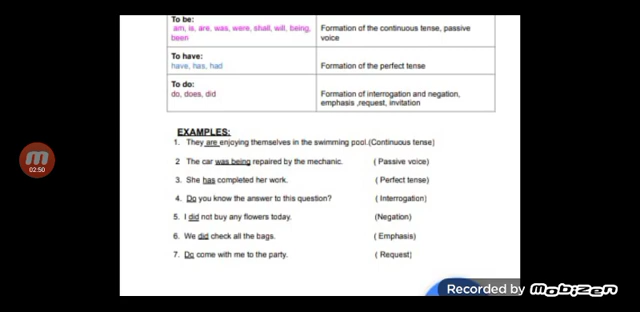 To be:
am, is, are, was, were, shall, will, being,
been
Formation of the continuous tense, passive
voice
To have:
have, has, had
Formation of the perfect tense
To do:
do, does, did
Formation of interrogation and negation,
emphasis ,request, invitation
EXAMPLES:
1. They are enjoying themselves in the swimming pool.(Continuous tense)
2 The car was being repaired by the mechanic. ( Passive voice)
3. She has completed her work. ( Perfect tense)
4. Do you know the answer to this question? ( Interrogation)
5. I did not buy any flowers today. (Negation)
6. We did check all the bags. ( Emphasis)
7. Do come with me to the party. ( Request)
02:50
Recorded by Mobizen